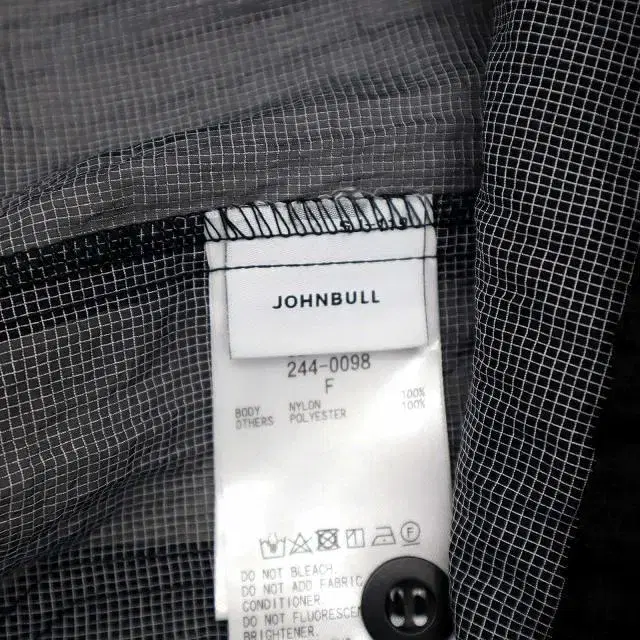 JOHNBULL
244-0098
F
BODY NYLON 100%
OTHERS POLYESTER 100%
DO NOT BLEACH.
DO NOT ADD FABRIC
CONDITIONER.
DO NOT FLUORESCE
BRIGHTENER.